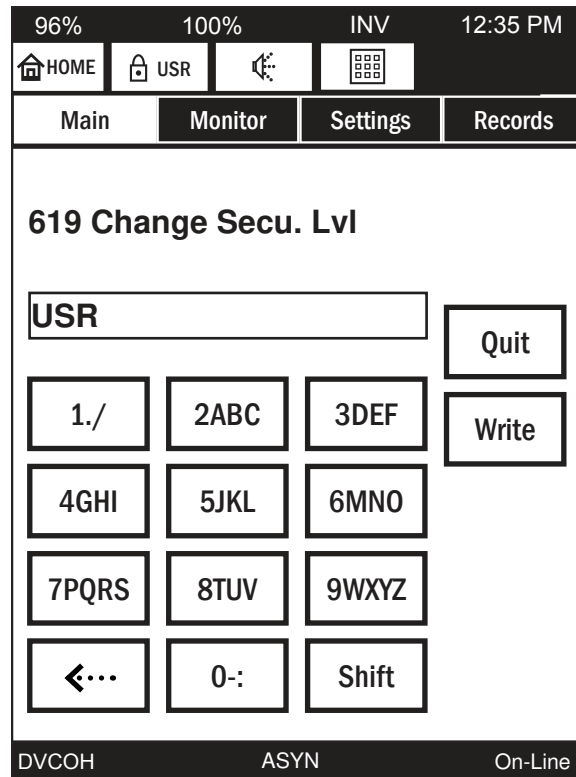 96% 100% INV 12:35 PM
HOME USR
Main Monitor Settings Records
619 Change Secu. Lvl
USR
Quit
1./ 2ABC 3DEF
Write
4GHI 5JKL 6MNO
7PQRS 8TUV 9WXYZ
0-: Shift
DVCOH ASYN On-Line